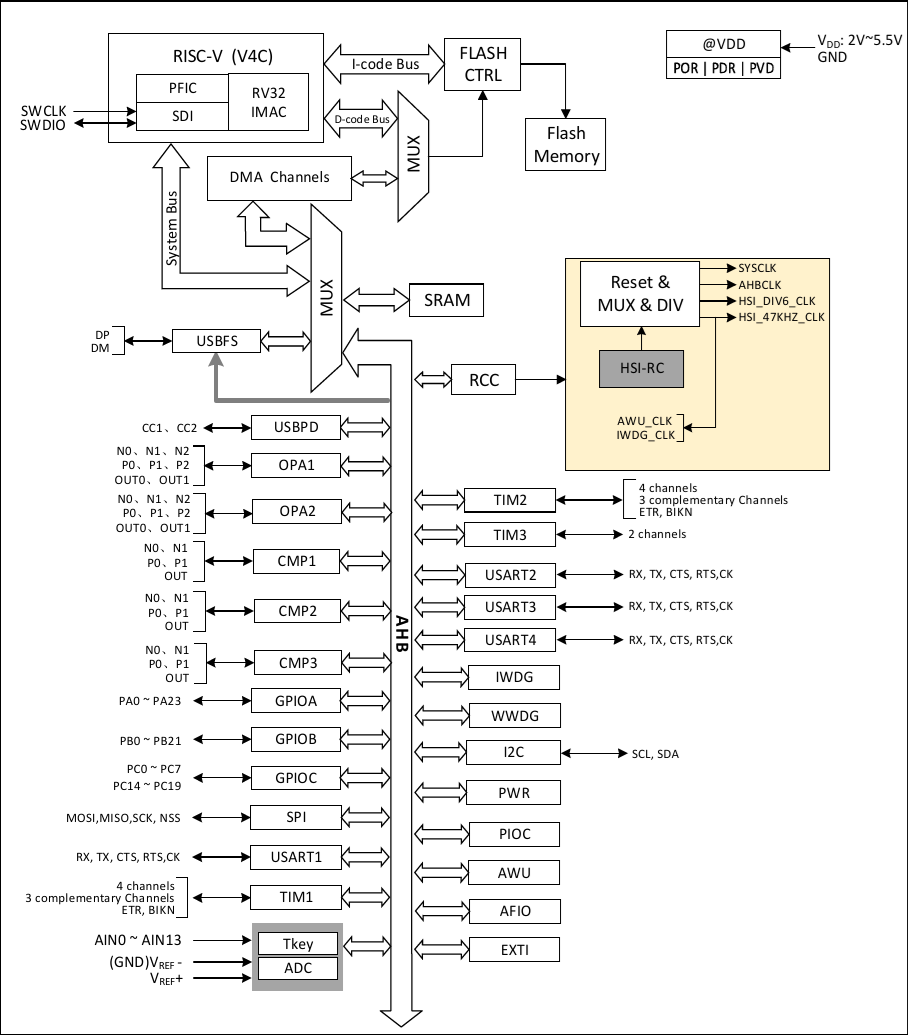 RISC-V (V4C)
PFIC
SDI
RV32
IMAC
SWCLK
SWDIO
I-code Bus
D-code Bus
FLASH
CTRL
Flash
Memory
MUX
DMA Channels
System Bus
@VDD
POR | PDR | PVD
VDD: 2V~5.5V
GND
MUX
SRAM
DP
DM
USBFS
Reset &
MUX & DIV
SYSCLK
AHBCLK
HSI_DIV6_CLK
HSI_47KHZ_CLK
HSI-RC
AWU_CLK
IWDG_CLK
RCC
AHB
CC1、CC2
USBPD
N0、N1、N2
P0、P1、P2
OUT0、OUT1
OPA1
N0、N1、N2
P0、P1、P2
OUT0、OUT1
OPA2
N0、N1
P0、P1
OUT
CMP1
N0、N1
P0、P1
OUT
CMP2
N0、N1
P0、P1
OUT
CMP3
PA0 ~ PA23
GPIOA
PB0 ~ PB21
GPIOB
PC0 ~ PC7
PC14 ~ PC19
GPIOC
MOSI,MISO,SCK, NSS
SPI
RX, TX, CTS, RTS,CK
USART1
4 channels
3 complementary Channels
ETR, BIKN
TIM1
AIN0 ~ AIN13
(GND)VREF -
VREF+
Tkey
ADC
TIM2
4 channels
3 complementary Channels
ETR, BIKN
TIM3
2 channels
USART2
RX, TX, CTS, RTS,CK
USART3
RX, TX, CTS, RTS,CK
USART4
RX, TX, CTS, RTS,CK
IWDG
WWDG
I2C
SCL, SDA
PWR
PIOC
AWU
AFIO
EXTI